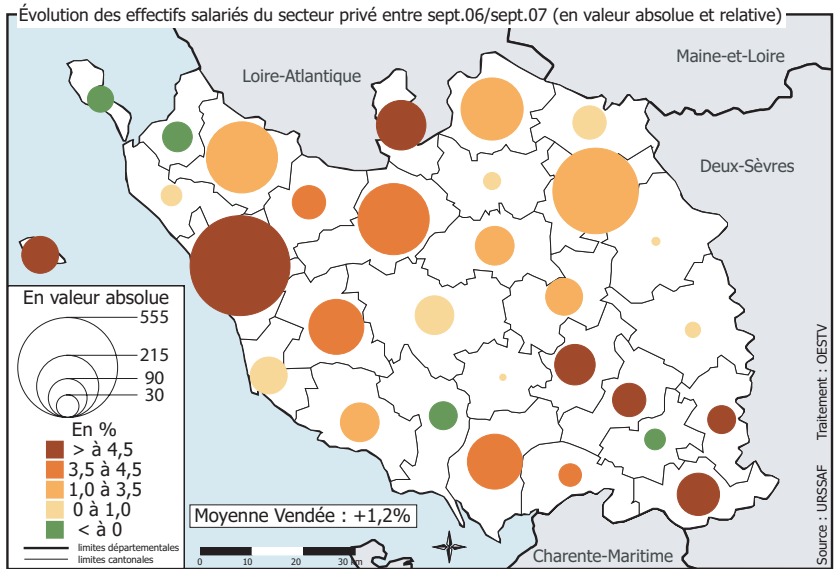 Évolution des effectifs salariés du secteur privé entre sept.06/sept.07 (en valeur absolue et relative)
Maine-et-Loire
Loire-Atlantique
Deux-Sèvres
En valeur absolue
555
215
90
30
En %
> à 4,5
3,5 à 4,5
1,0 à 3,5
0 à 1,0
< à 0
limites départementales
limites cantonales
Moyenne Vendée : +1,2%
0 10 20 30 km
Charente-Maritime
Source : URSSAF Traitement : OESTV